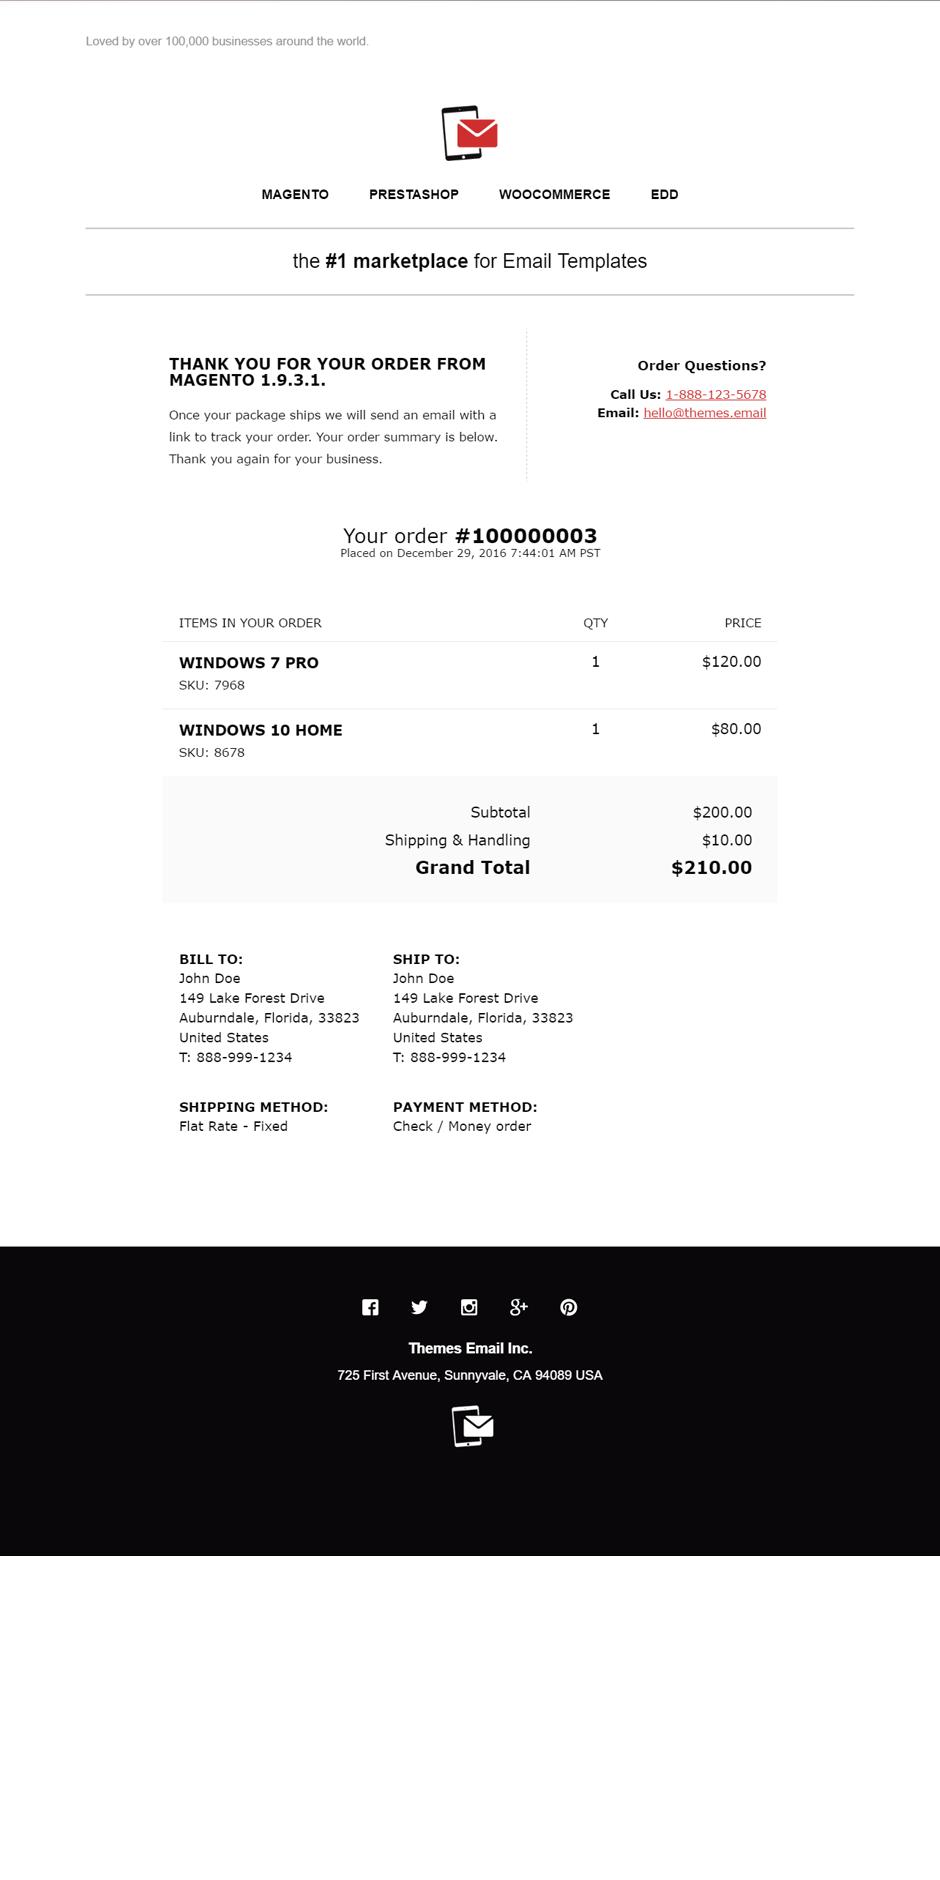 Loved by over 100,000 businesses around the world.
MAGENTO PRESTASHOP WOOCOMMERCE EDD
the #1 marketplace for Email Templates
THANK YOU FOR YOUR ORDER FROM
MAGENTO 1.9.3.1.
Once your package ships we will send an email with a
link to track your order. Your order summary is below.
Thank you again for your business.
Order Questions?
Call Us: 1-888-123-5678
Email: hello@themes.email
Your order #100000003
Placed on December 29, 2016 7:44:01 AM PST
ITEMS IN YOUR ORDER QTY PRICE
WINDOWS 7 PRO 1 $120.00
SKU: 7968
WINDOWS 10 HOME 1 $80.00
SKU: 8678
Subtotal $200.00
Shipping & Handling $10.00
Grand Total $210.00
BILL TO:
John Doe
149 Lake Forest Drive
Auburndale, Florida, 33823
United States
T: 888-999-1234
SHIP TO:
John Doe
149 Lake Forest Drive
Auburndale, Florida, 33823
United States
T: 888-999-1234
SHIPPING METHOD:
Flat Rate - Fixed
PAYMENT METHOD:
Check / Money order
Themes Email Inc.
725 First Avenue, Sunnyvale, CA 94089 USA